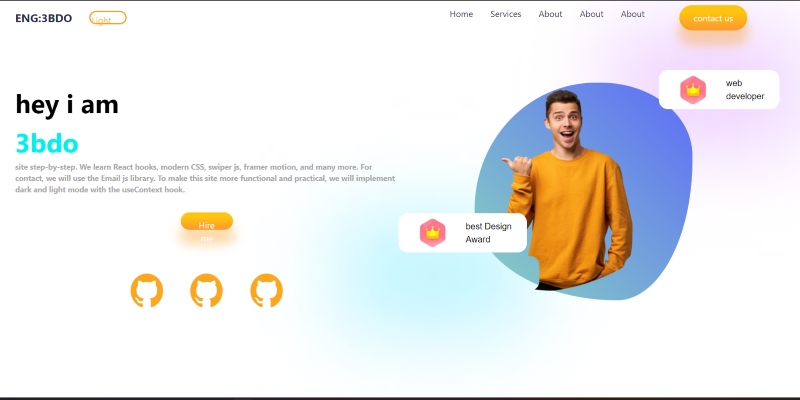 ENG:3BDO
Light
Home Services About About About
contact us
web
developer
hey i am
3bdo
site step-by-step. We learn React hooks, modern CSS, swiper js, framer motion, and many more. For
contact, we will use the Email js library. To make this site more functional and practical, we will implement
dark and light mode with the useContext hook.
Hire
me
best Design
Award